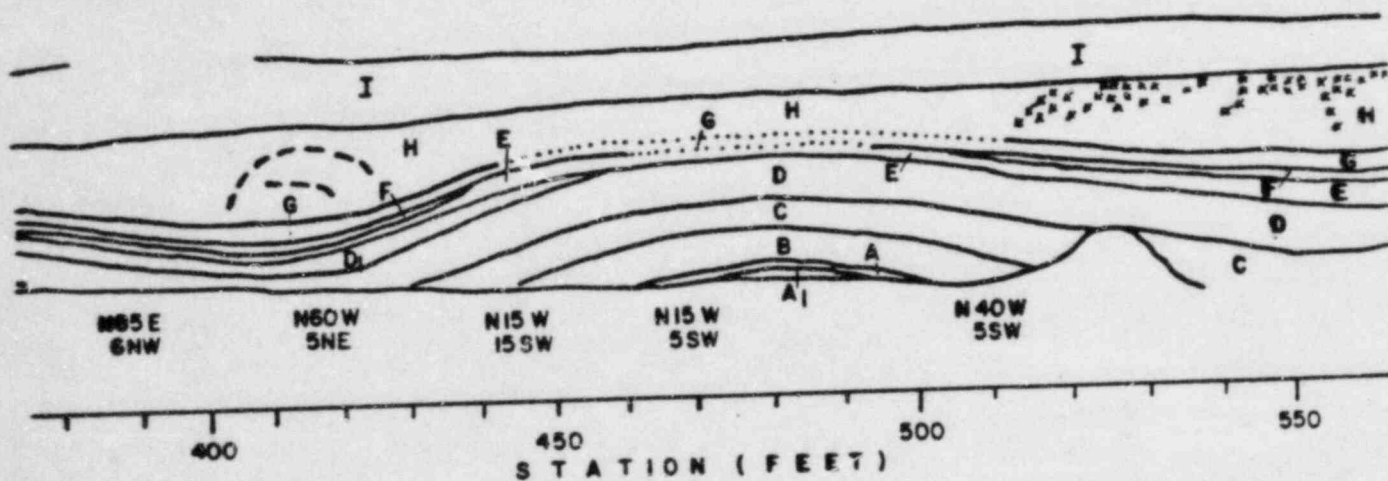 I
I
H
G
H
H
E
G
F
E
G
F
E
D
D
C
D
G
D1
C
B
A
A1
N85E N60W N15W N15W N40W
6NW 5NE 15SW 5SW 5SW
400 450 500 550
STATION (FEET)